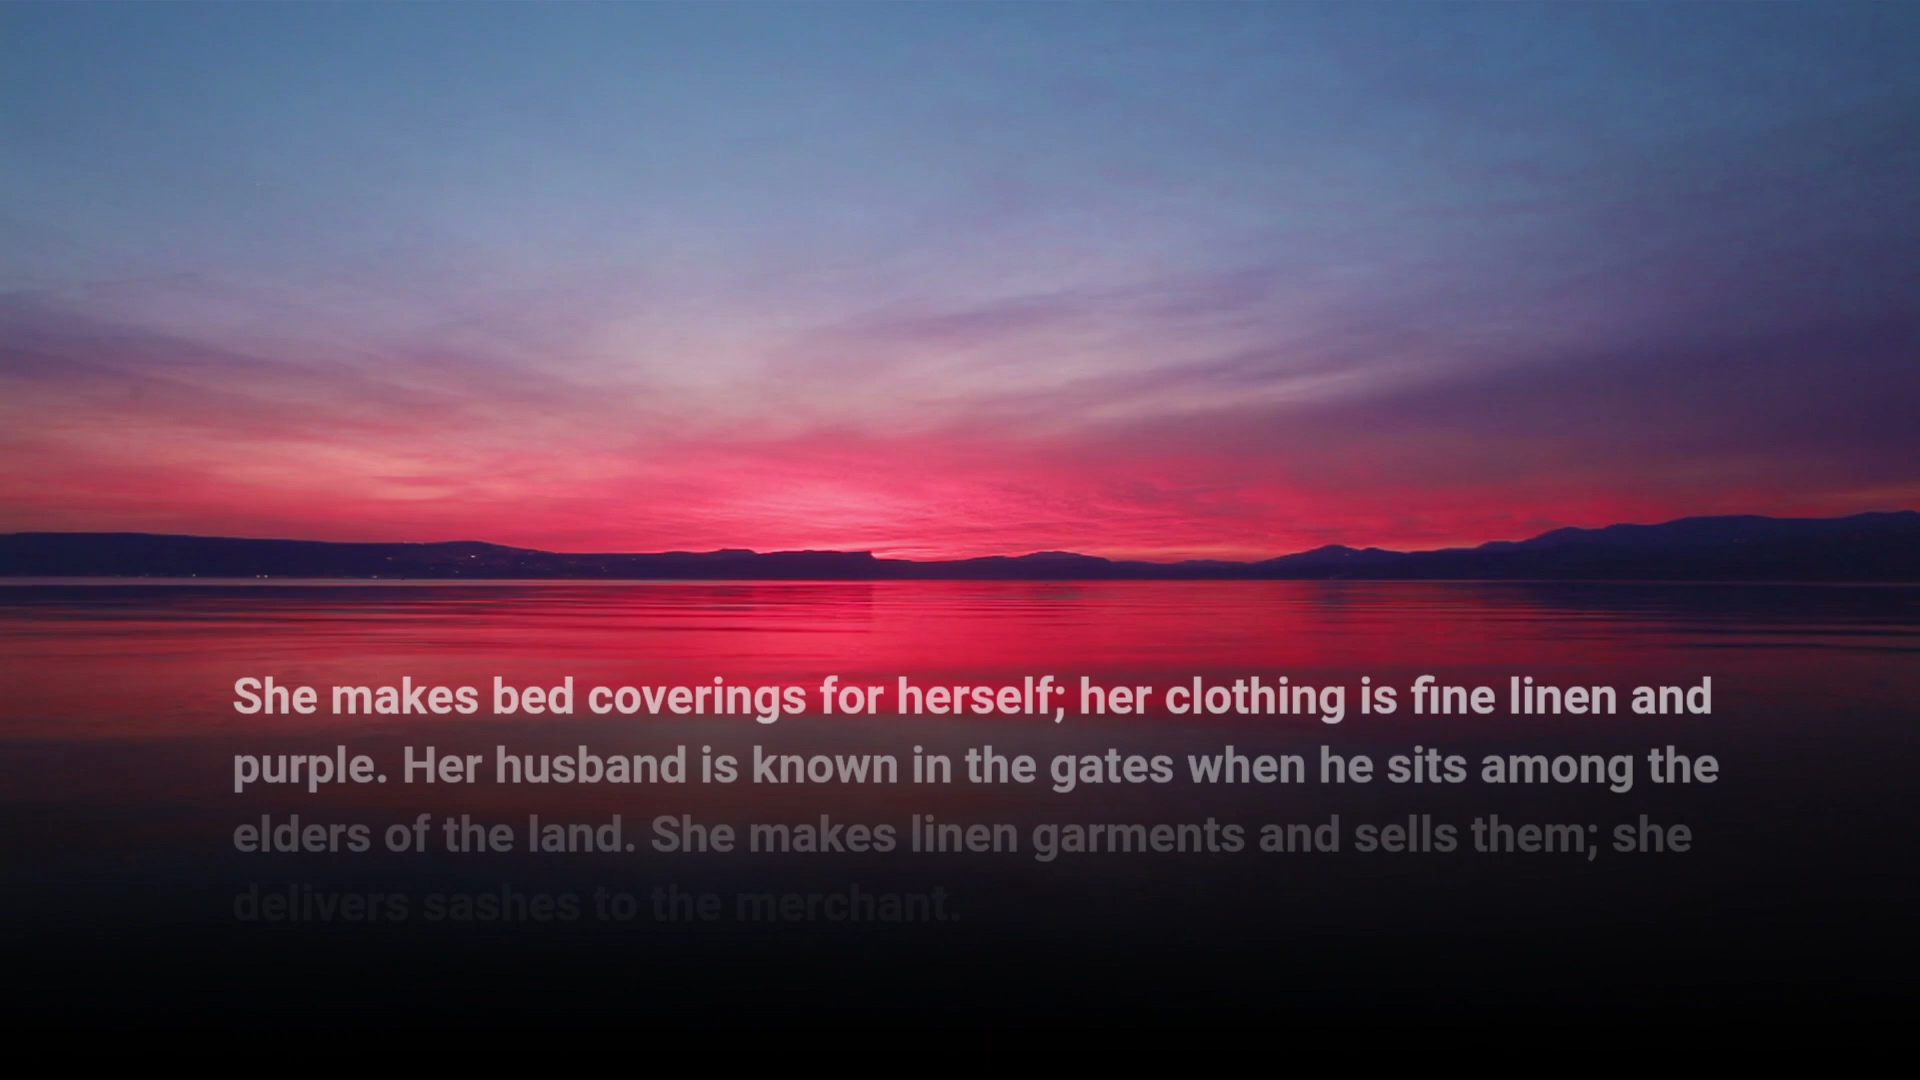 She makes bed coverings for herself; her clothing is fine linen and
purple. Her husband is known in the gates when he sits among the
elders of the land. She makes linen garments and sells them; she
delivers sashes to the merchant.